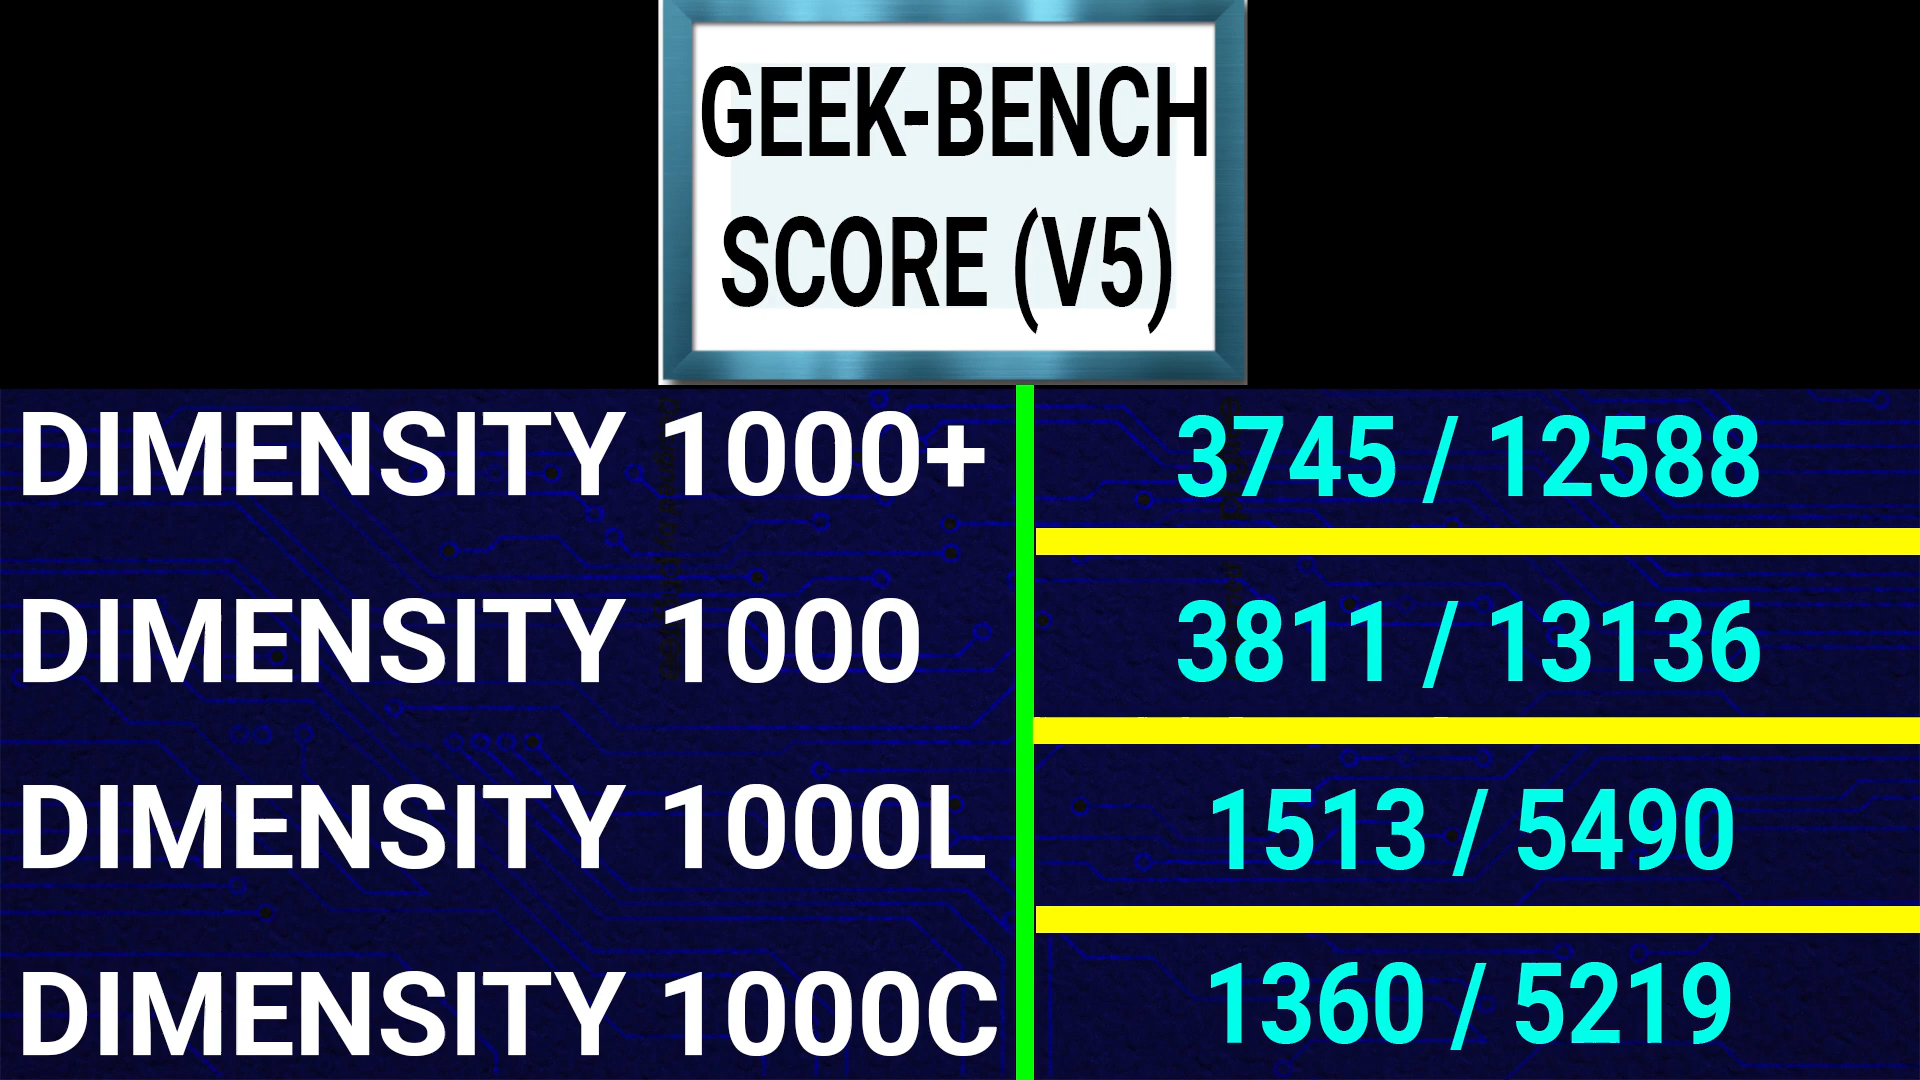 GEEK-BENCH
SCORE (V5)
DIMENSITY 1000+ 3745 / 12588
DIMENSITY 1000 3811 / 13136
DIMENSITY 1000L 1513 / 5490
DIMENSITY 1000C 1360 / 5219